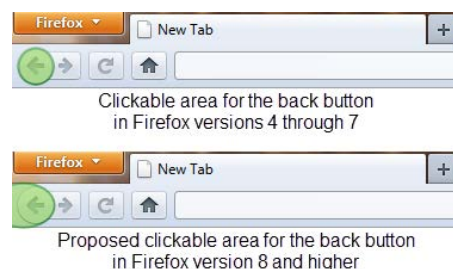 Firefox
New Tab
Clickable area for the back button
in Firefox versions 4 through 7
Firefox
New Tab
Proposed clickable area for the back button
in Firefox version 8 and higher